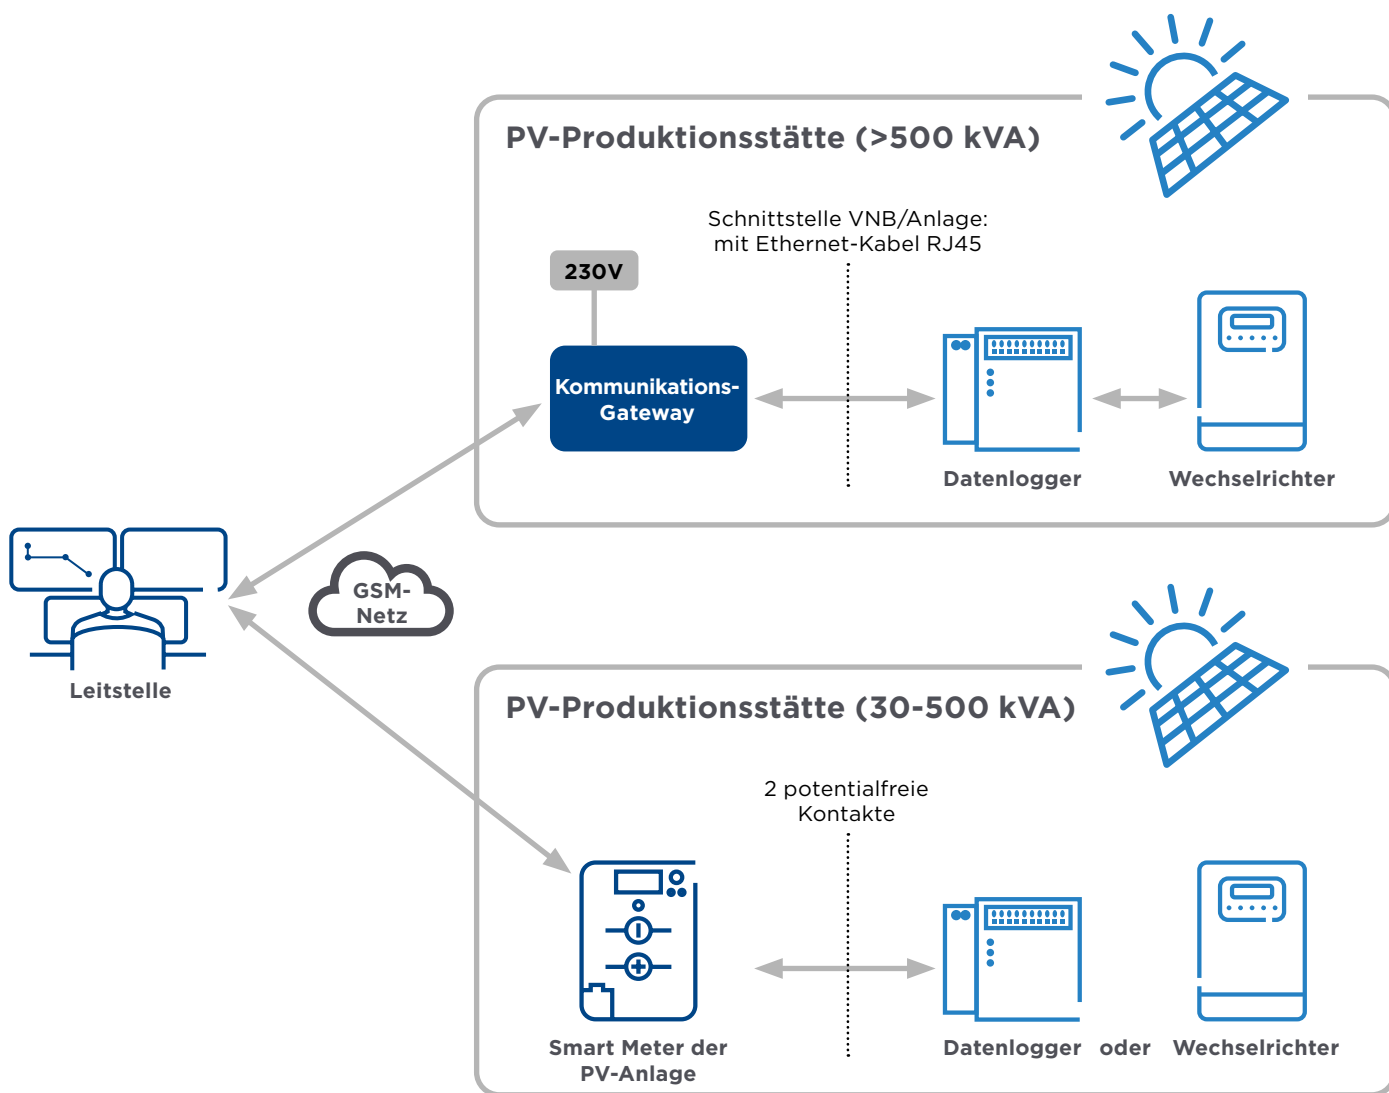 PV-Produktionsstätte (>500 kVA)
Schnittstelle VNB/Anlage:
mit Ethernet-Kabel RJ45
230V
Kommunikations-
Gateway
Datenlogger
Wechselrichter
GSM-
Netz
Leitstelle
PV-Produktionsstätte (30-500 kVA)
2 potentialfreie
Kontakte
Smart Meter der
PV-Anlage
Datenlogger oder Wechselrichter